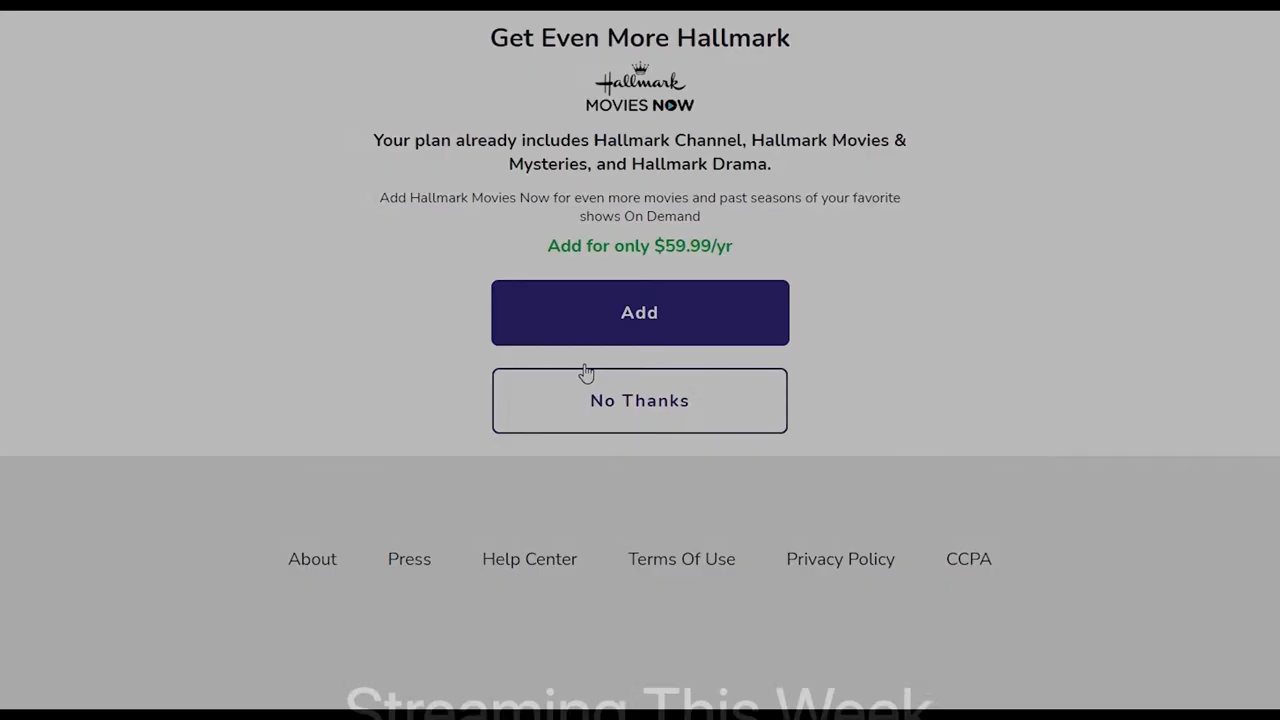 Get Even More Hallmark
Hallmark
MOVIES NOW
Your plan already includes Hallmark Channel, Hallmark Movies &
Mysteries, and Hallmark Drama.
Add Hallmark Movies Now for even more movies and past seasons of your favorite
shows On Demand
Add for only $59.99/yr
Add
No Thanks
About Press Help Center Terms Of Use Privacy Policy CCPA
Streaming This Week